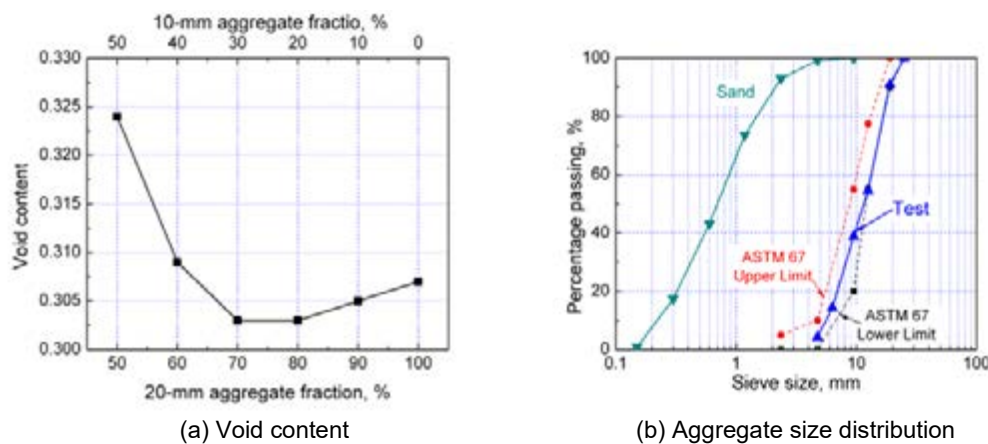 10-mm aggregate fractio, %
50 40 30 20 10 0
0.330
0.325
0.320
0.315
0.310
0.305
0.300
Void content
50 60 70 80 90 100
20-mm aggregate fraction, %
(a) Void content
100
80
60
40
20
0
Percentage passing, %
Sand
Test
ASTM 67
Upper Limit
ASTM 67
Lower Limit
0.1 1 10 100
Sieve size, mm
(b) Aggregate size distribution